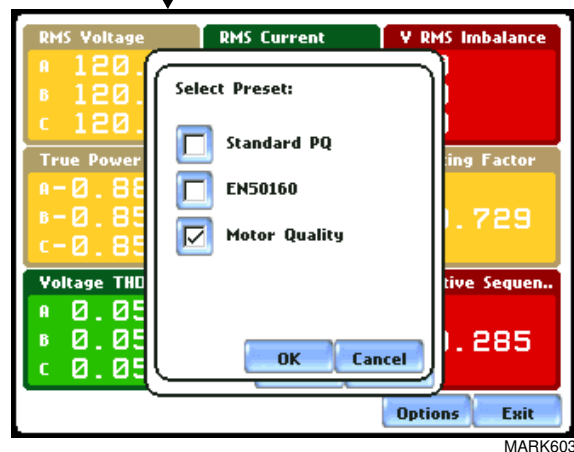 RMS Voltage RMS Current V RMS Imbalance
A 120.
B 120.
C 120.
Select Preset:
Standard PQ
EN50160
Motor Quality
OK Cancel
True Power ing Factor
A-0.88
B-0.85 .729
C-0.85
Voltage THD tive Sequen..
A 0.05
B 0.05 .285
C 0.05
Options Exit
MARK603